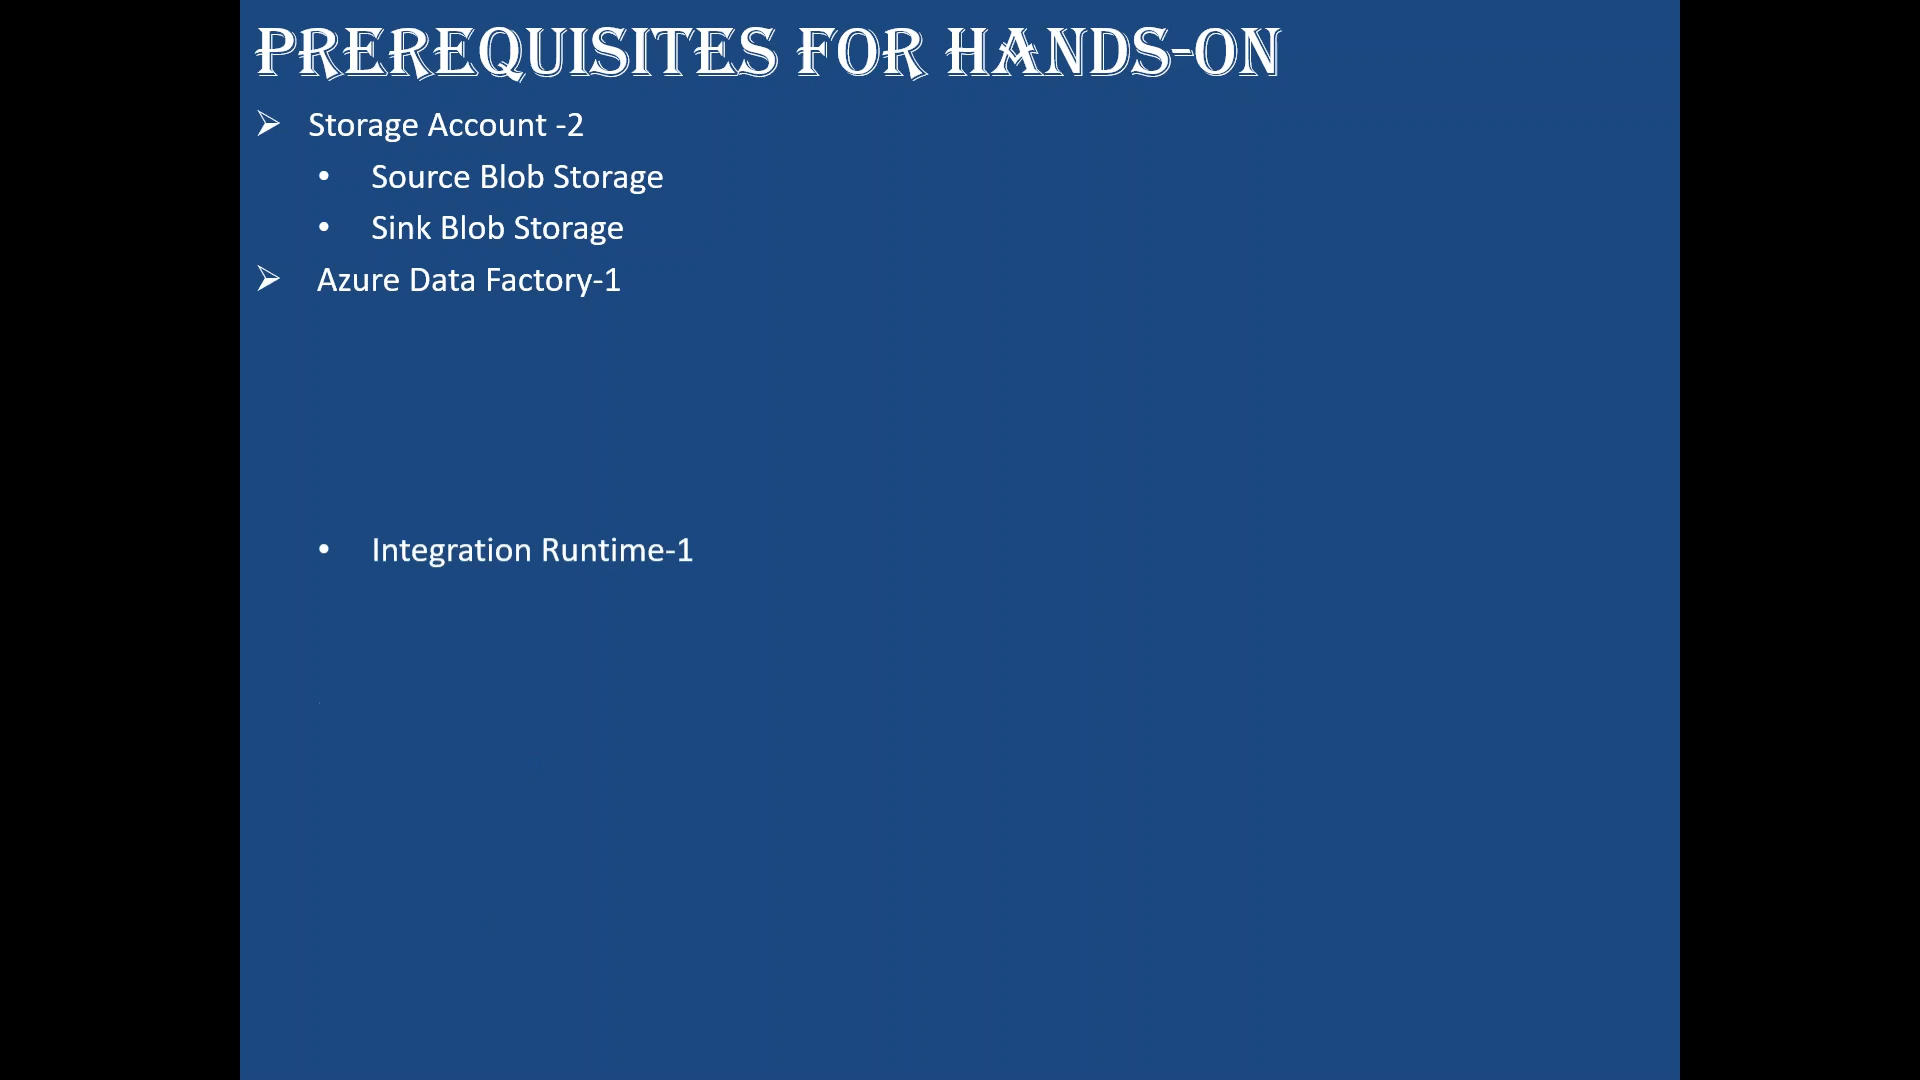 PREREQUISITES FOR HANDS-ON
➢ Storage Account -2
• Source Blob Storage
• Sink Blob Storage
➢ Azure Data Factory-1
• Integration Runtime-1